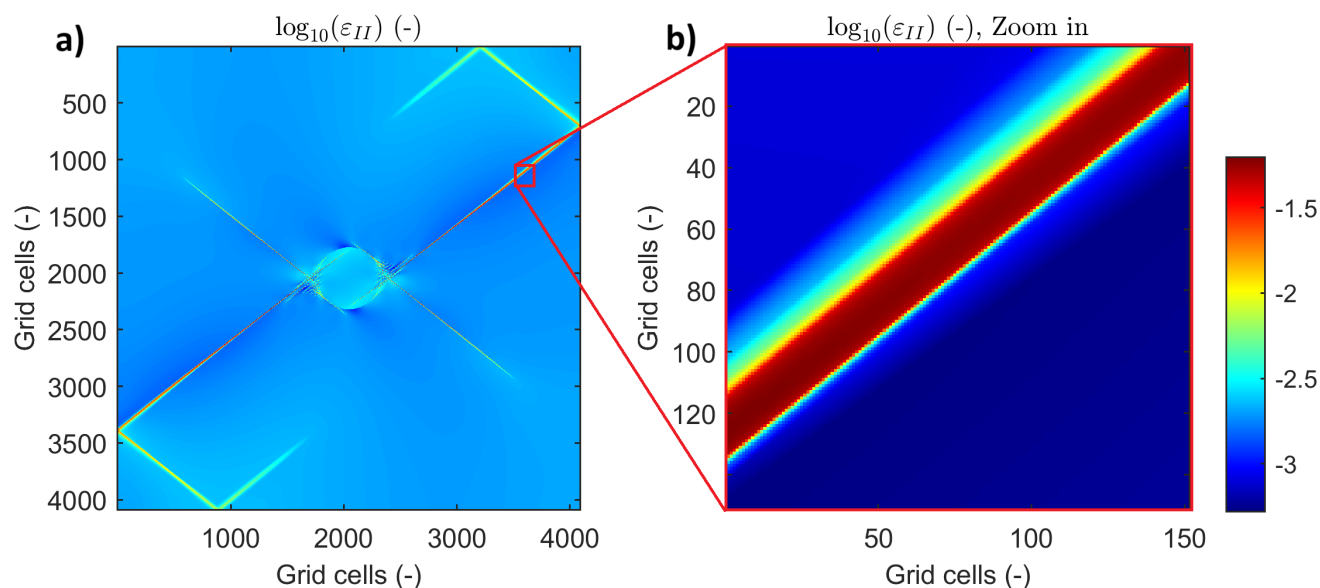 a)
log₁₀(ε_II) (-)
500
1000
1500
2000
2500
3000
3500
4000
Grid cells (-)
1000 2000 3000 4000
Grid cells (-)
b)
log₁₀(ε_II) (-), Zoom in
20
40
60
80
100
120
Grid cells (-)
50 100 150
Grid cells (-)
-1.5
-2
-2.5
-3